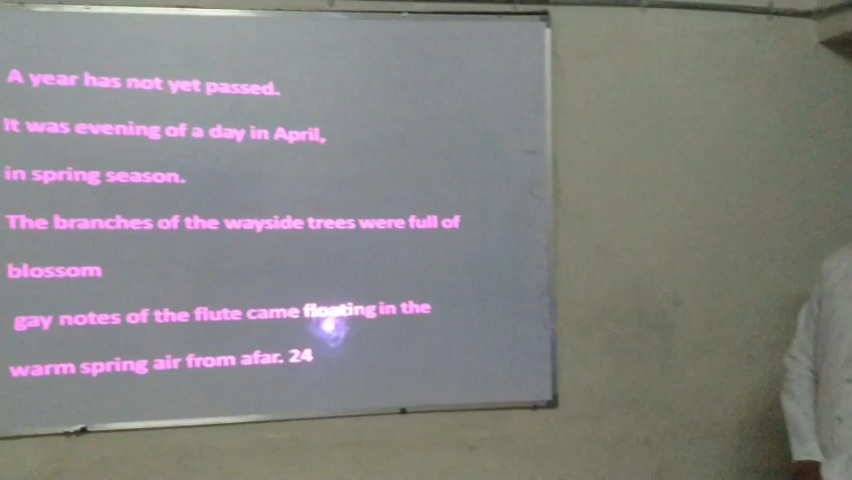 A year has not yet passed.
It was evening of a day in April,
in spring season.
The branches of the wayside trees were full of
blossom
gay notes of the flute came floating in the
warm spring air from afar. 24